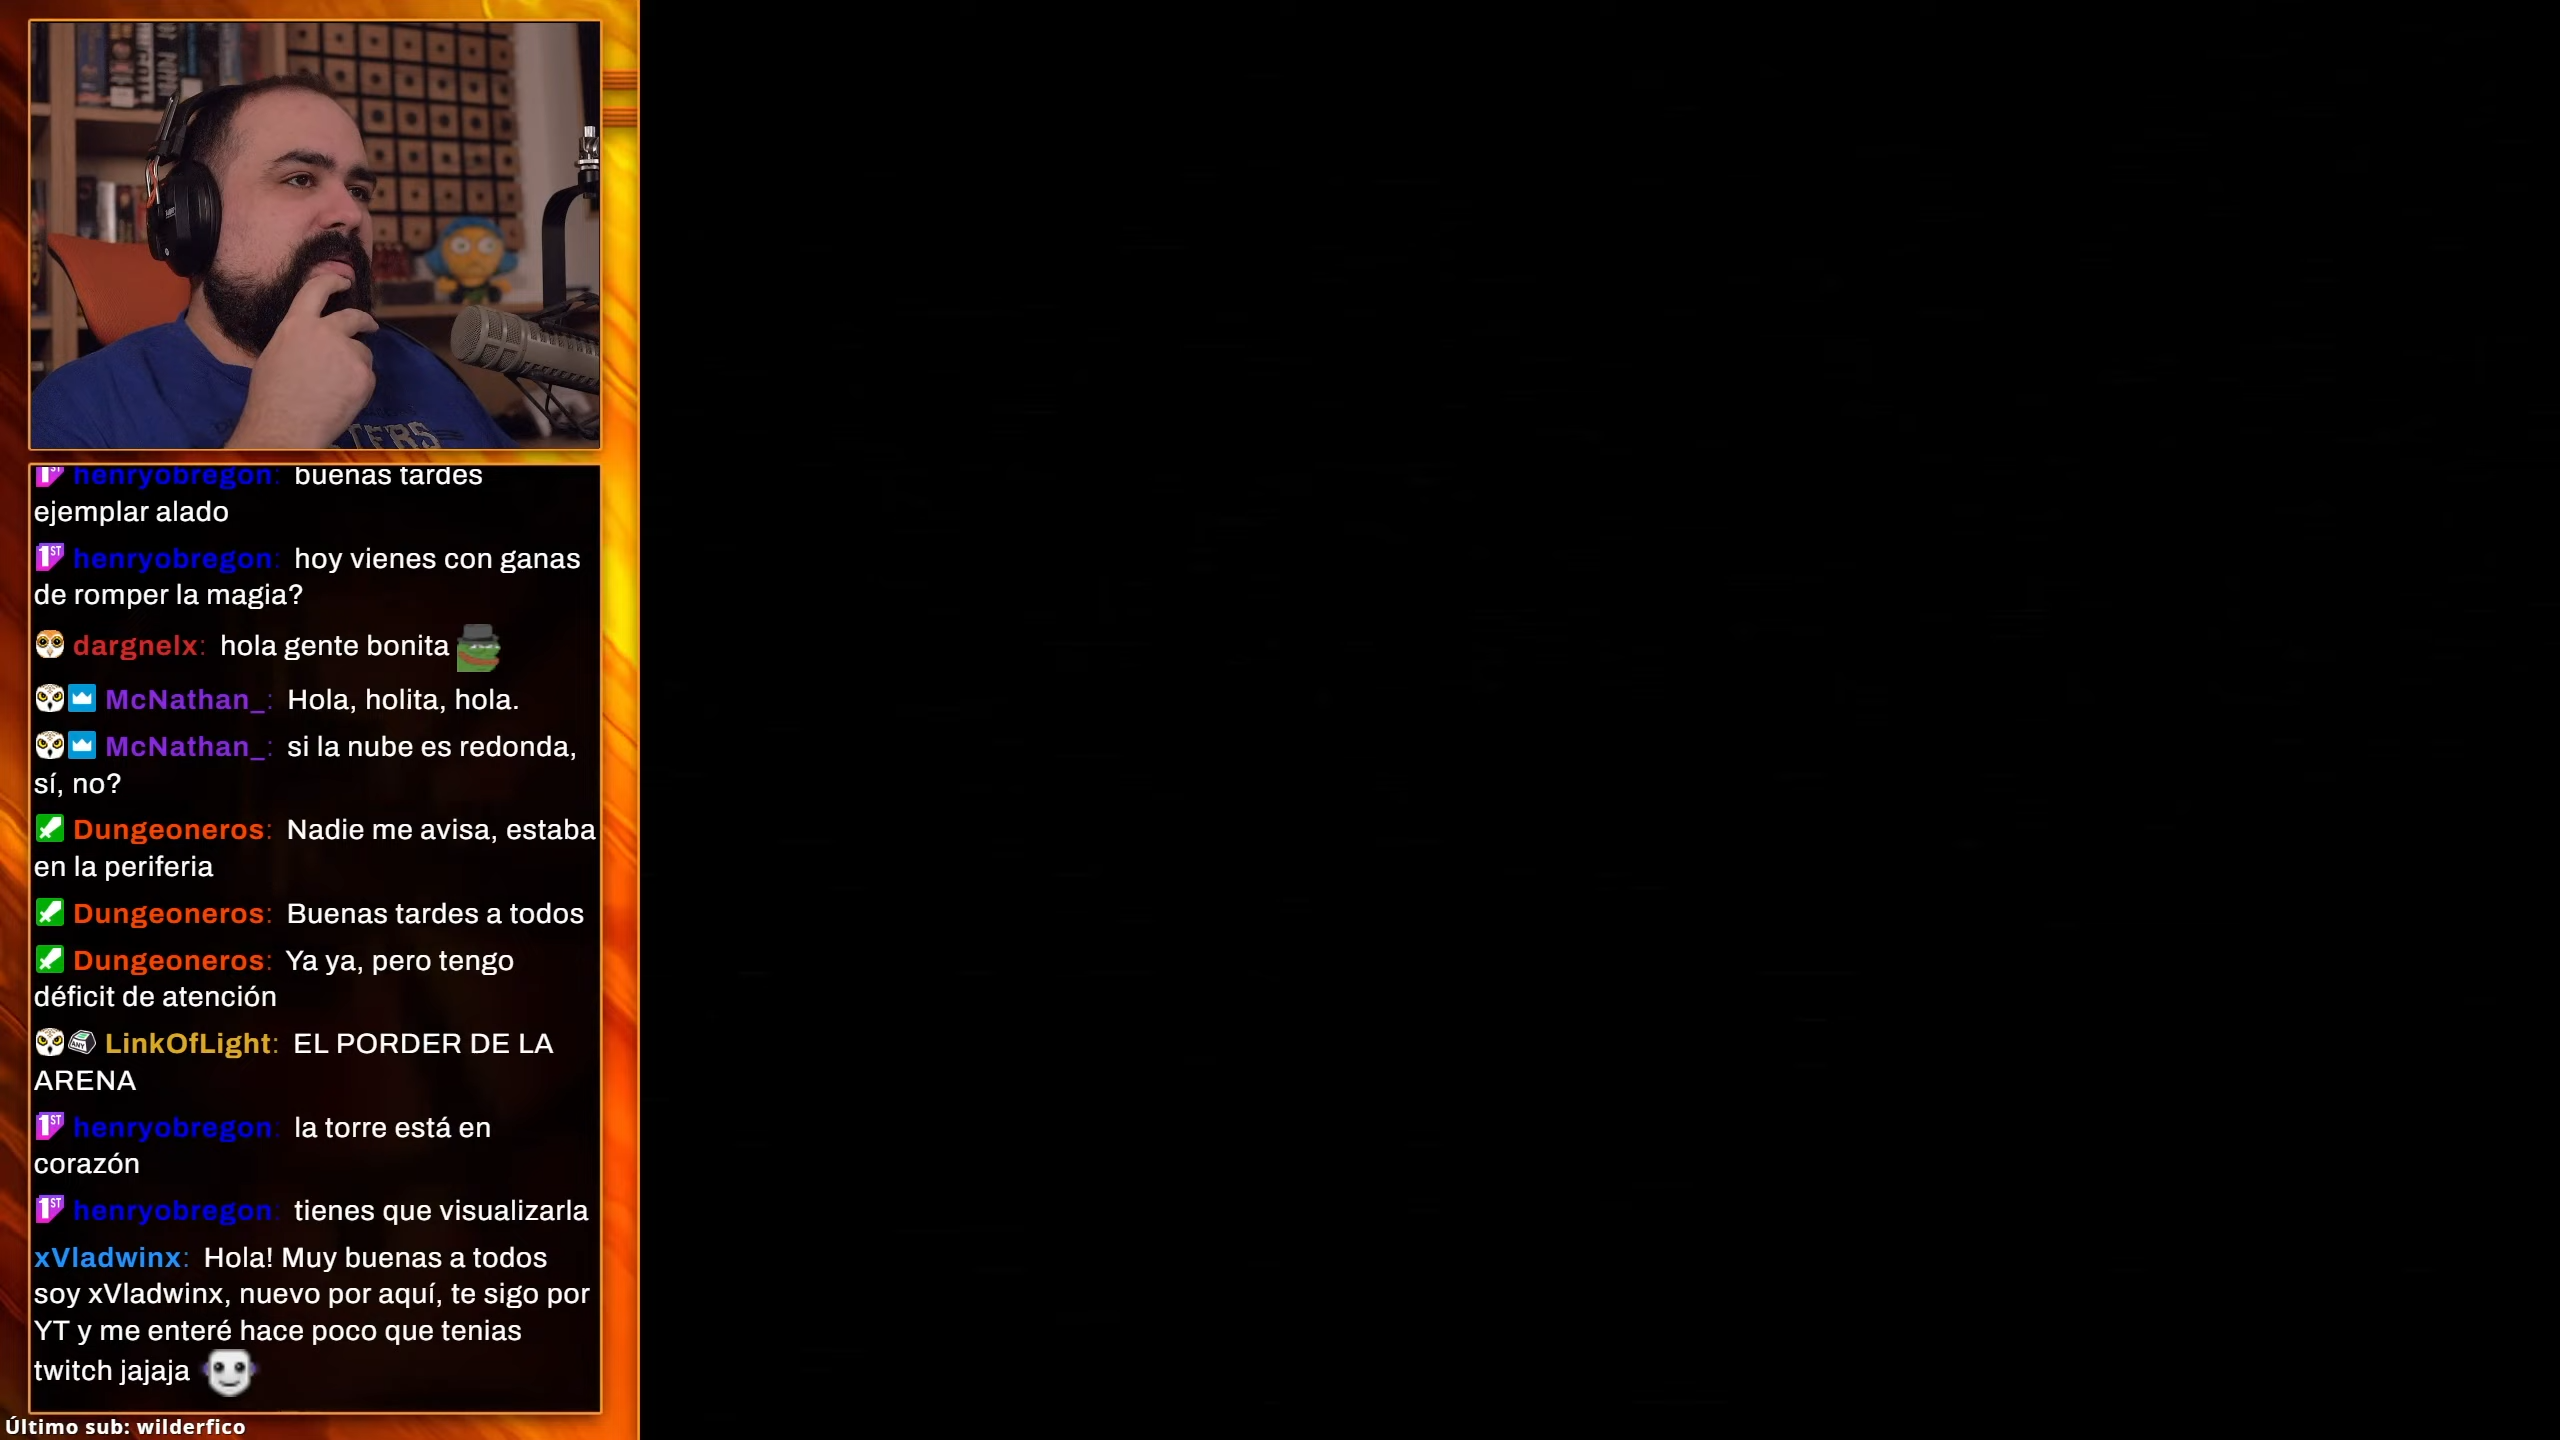 henryobregon: buenas tardes
ejemplar alado
henryobregon: hoy vienes con ganas
de romper la magia?
dargnelx: hola gente bonita
McNathan_: Hola, holita, hola.
McNathan_: si la nube es redonda,
sí, no?
Dungeoneros: Nadie me avisa, estaba
en la periferia
Dungeoneros: Buenas tardes a todos
Dungeoneros: Ya ya, pero tengo
déficit de atención
LinkOfLight: EL PORDER DE LA
ARENA
henryobregon: la torre está en
corazón
henryobregon: tienes que visualizarla
xVladwinx: Hola! Muy buenas a todos
soy xVladwinx, nuevo por aquí, te sigo por
YT y me enteré hace poco que tenias
twitch jajaja
Último sub: wilderfico